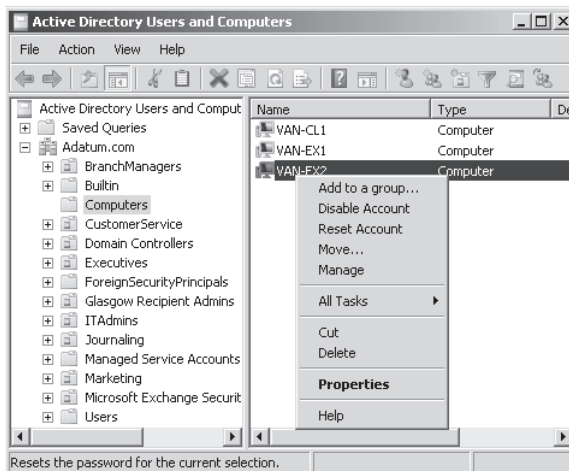 Active Directory Users and Computers
File Action View Help
Active Directory Users and Comput
Saved Queries
Adatum.com
BranchManagers
Builtin
Computers
CustomerService
Domain Controllers
Executives
ForeignSecurityPrincipals
Glasgow Recipient Admins
ITAdmins
Journaling
Managed Service Accounts
Marketing
Microsoft Exchange Securit
Users
Name Type De
VAN-CL1 Computer
VAN-EX1 Computer
VAN-EX2 Computer
Add to a group...
Disable Account
Reset Account
Move...
Manage
All Tasks
Cut
Delete
Properties
Help
Resets the password for the current selection.